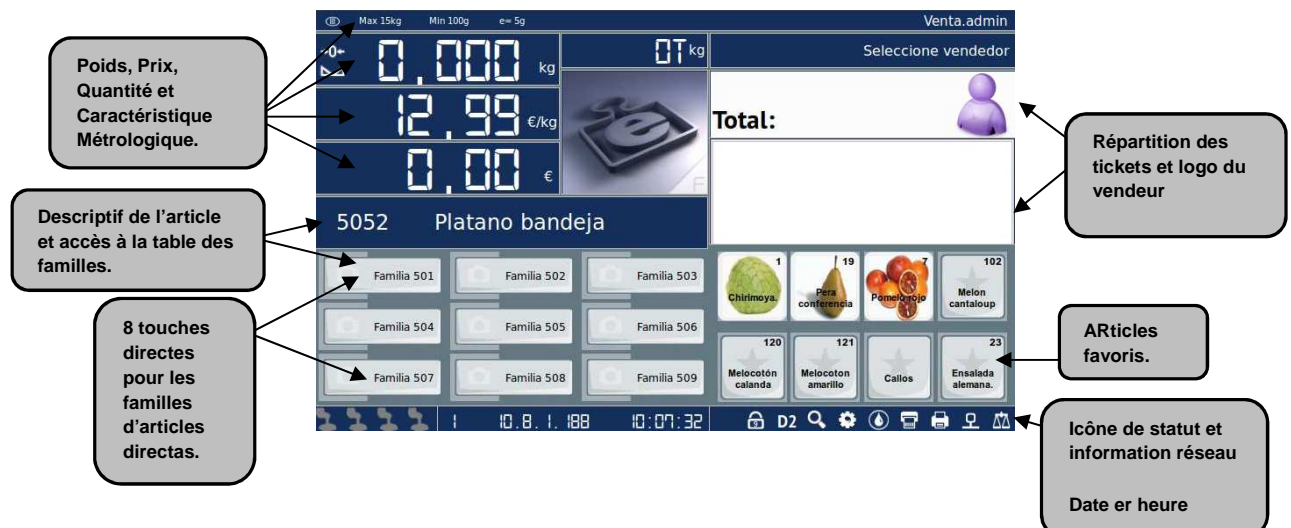 Max 15kg Min 100g e= 5g
Venta.admin
0,000 kg
0T kg
Seleccione vendedor
12,99 €/kg
Total:
0,00 €
F
5052 Platano bandeja
Familia 501 Familia 502 Familia 503
Familia 504 Familia 505 Familia 506
Familia 507 Familia 508 Familia 509
1
Chirimoya.
19
Pera
conferencia
7
Pomelo rojo
102
Melon
cantaloup
120
Melocotón
calanda
121
Melocoton
amarillo
Callos
23
Ensalada
alemana.
1 10.8.1.188 10:07:32
D2
Poids, Prix,
Quantité et
Caractéristique
Métrologique.
Descriptif de l'article
et accès à la table des
familles.
8 touches
directes
pour les
familles
d'articles
directas.
Répartition des
tickets et logo du
vendeur
ARticles
favoris.
Icône de statut et
information réseau
Date er heure